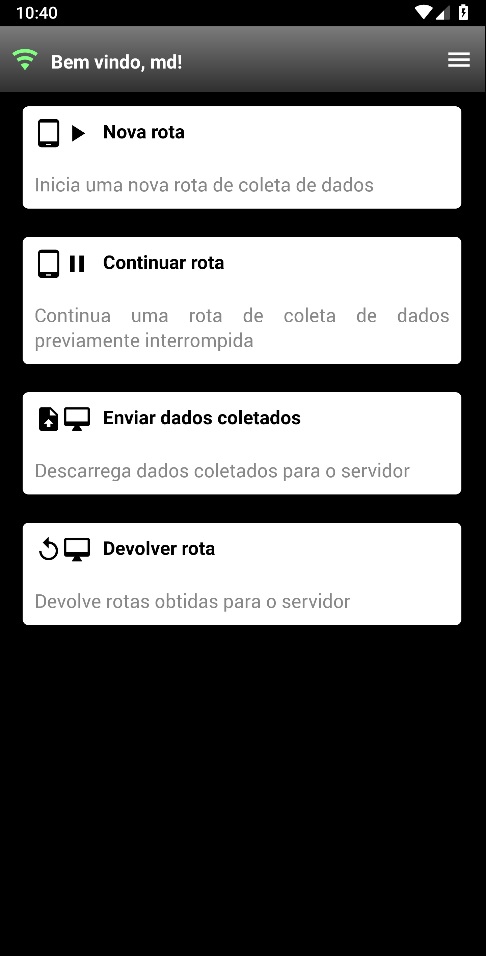 10:40
Bem vindo, md!
Nova rota
Inicia uma nova rota de coleta de dados
Continuar rota
Continua uma rota de coleta de dados
previamente interrompida
Enviar dados coletados
Descarrega dados coletados para o servidor
Devolver rota
Devolve rotas obtidas para o servidor